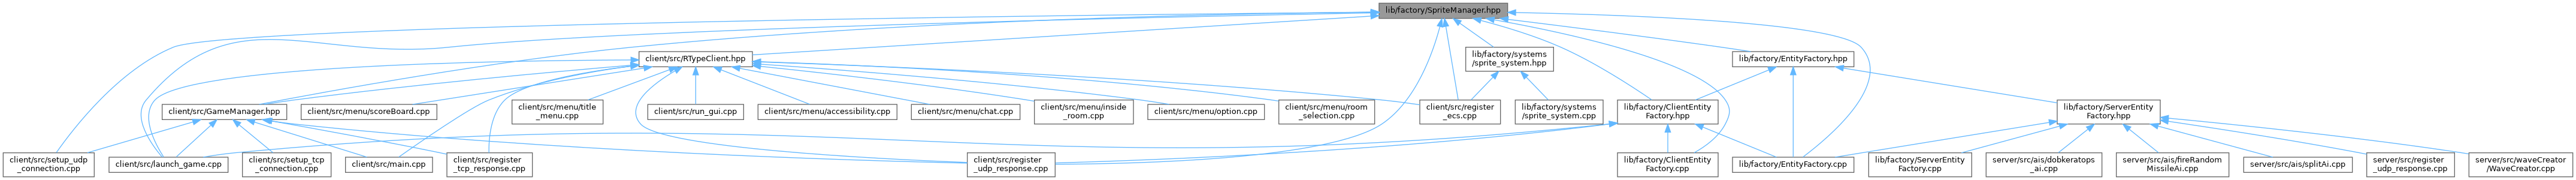 lib/factory/SpriteManager.hpp
client/src/RTypeClient.hpp
lib/factory/systems
/sprite_system.hpp
lib/factory/EntityFactory.hpp
client/src/GameManager.hpp
client/src/menu/scoreBoard.cpp
client/src/menu/title
_menu.cpp
client/src/run_gui.cpp
client/src/menu/accessibility.cpp
client/src/menu/chat.cpp
client/src/menu/inside
_room.cpp
client/src/menu/option.cpp
client/src/menu/room
_selection.cpp
client/src/register
_ecs.cpp
lib/factory/systems
/sprite_system.cpp
lib/factory/ClientEntity
Factory.hpp
lib/factory/ServerEntity
Factory.hpp
client/src/setup_udp
_connection.cpp
client/src/launch_game.cpp
client/src/setup_tcp
_connection.cpp
client/src/main.cpp
client/src/register
_tcp_response.cpp
client/src/register
_udp_response.cpp
lib/factory/ClientEntity
Factory.cpp
lib/factory/EntityFactory.cpp
lib/factory/ServerEntity
Factory.cpp
server/src/ais/dobkeratops
_ai.cpp
server/src/ais/fireRandom
MissileAi.cpp
server/src/ais/splitAi.cpp
server/src/register
_udp_response.cpp
server/src/waveCreator
/WaveCreator.cpp